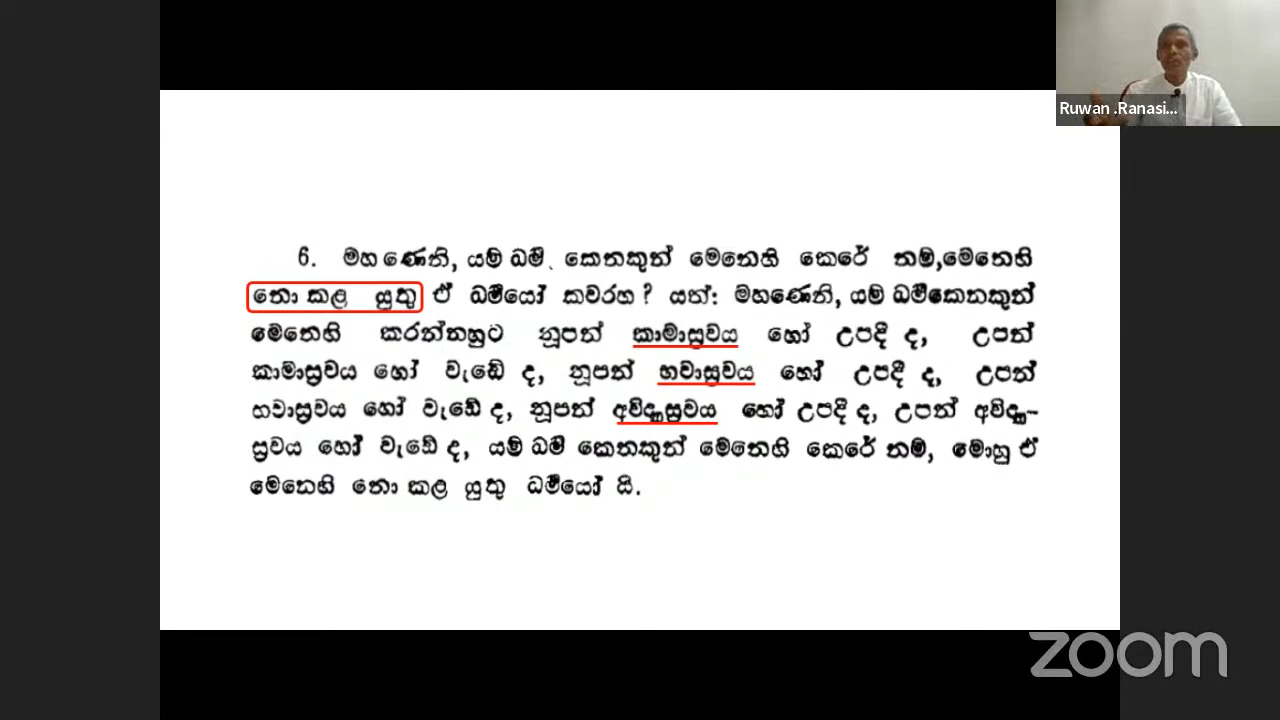 Ruwan .Ranasi...
6. මහණෙනි, යම් ධර්ම කෙනකුන් මෙනෙහි කෙරේ නම්,මෙනෙහි
නො කළ යුතු ඒ ධර්මයෝ කවරහ? යත්: මහණෙනි, යම් ධර්මකෙනකුන්
මෙනෙහි කරන්නහුට නූපන් කාමාස්‍රවය හෝ උපදී ද, උපන්
කාමාස්‍රවය හෝ වැඩේ ද, නූපන් භවාස්‍රවය හෝ උපදී ද, උපන්
භවාස්‍රවය හෝ වැඩේ ද, නූපන් අවිද්‍යාස්‍රවය හෝ උපදී ද, උපන් අවිද්‍යා-
ස්‍රවය හෝ වැඩේ ද, යම් ධර්ම කෙනකුන් මෙනෙහි කෙරේ නම්, මොහු ඒ
මෙනෙහි නො කළ යුතු ධර්මයෝ යි.
zoom